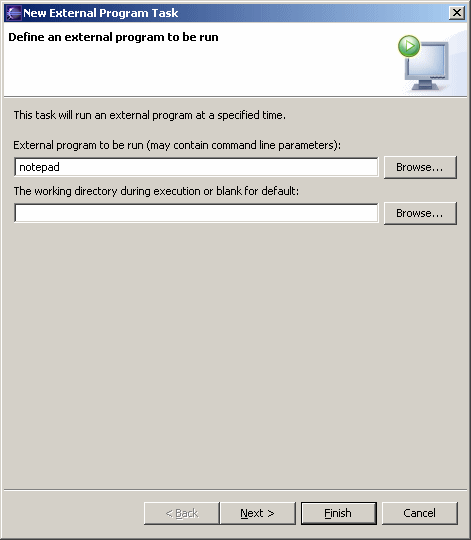 New External Program Task
Define an external program to be run
This task will run an external program at a specified time.
External program to be run (may contain command line parameters):
notepad
Browse...
The working directory during execution or blank for default:
Browse...
< Back
Next >
Finish
Cancel